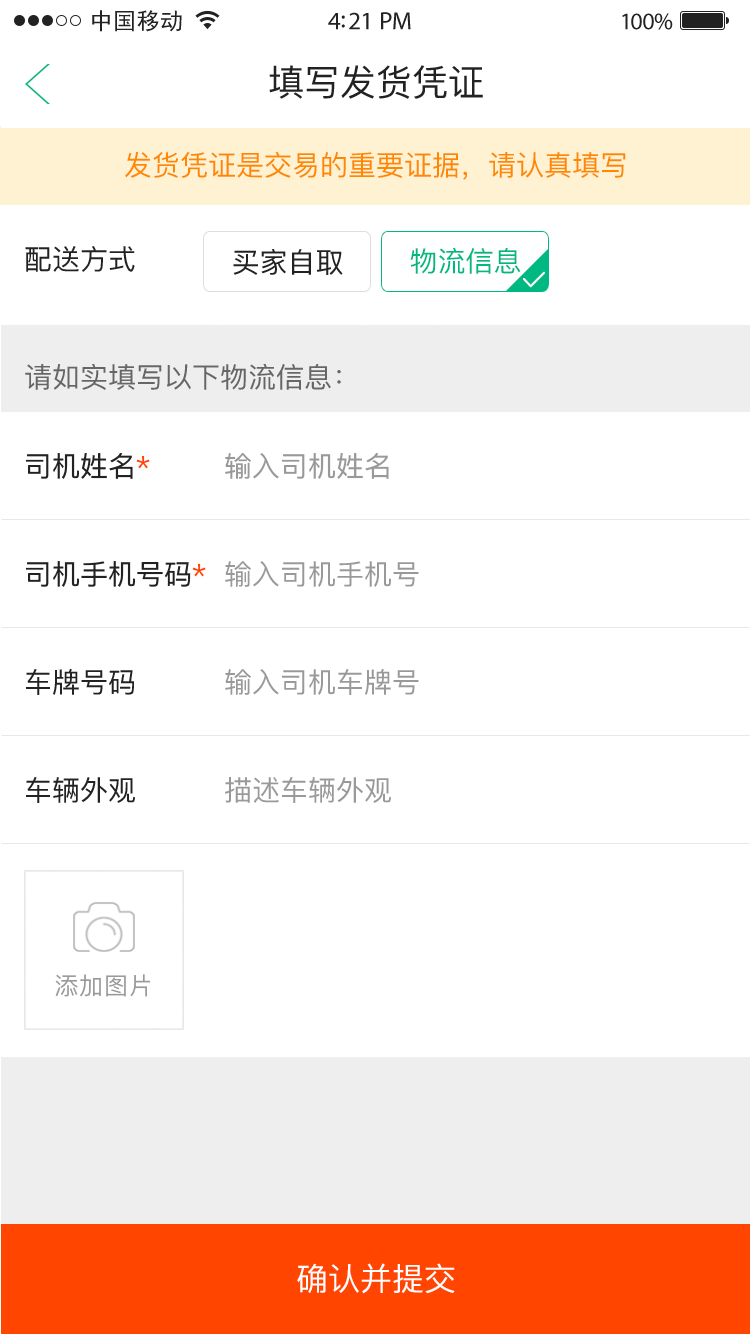 中国移动 4:21 PM 100%
填写发货凭证
发货凭证是交易的重要证据，请认真填写
配送方式 买家自取 物流信息
请如实填写以下物流信息：
司机姓名* 输入司机姓名
司机手机号码* 输入司机手机号
车牌号码 输入司机车牌号
车辆外观 描述车辆外观
添加图片
确认并提交